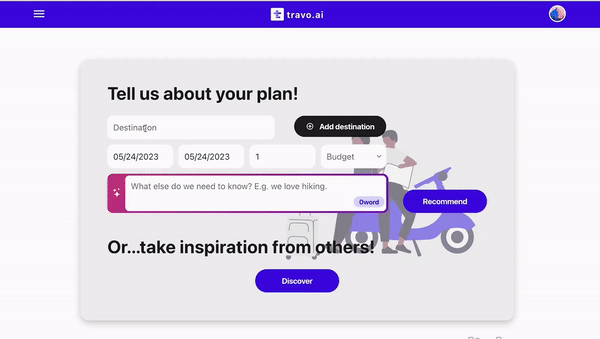 travo.ai
Tell us about your plan!
Destination
Add destination
05/24/2023
05/24/2023
1
Budget
What else do we need to know? E.g. we love hiking.
0word
Recommend
Or...take inspiration from others!
Discover